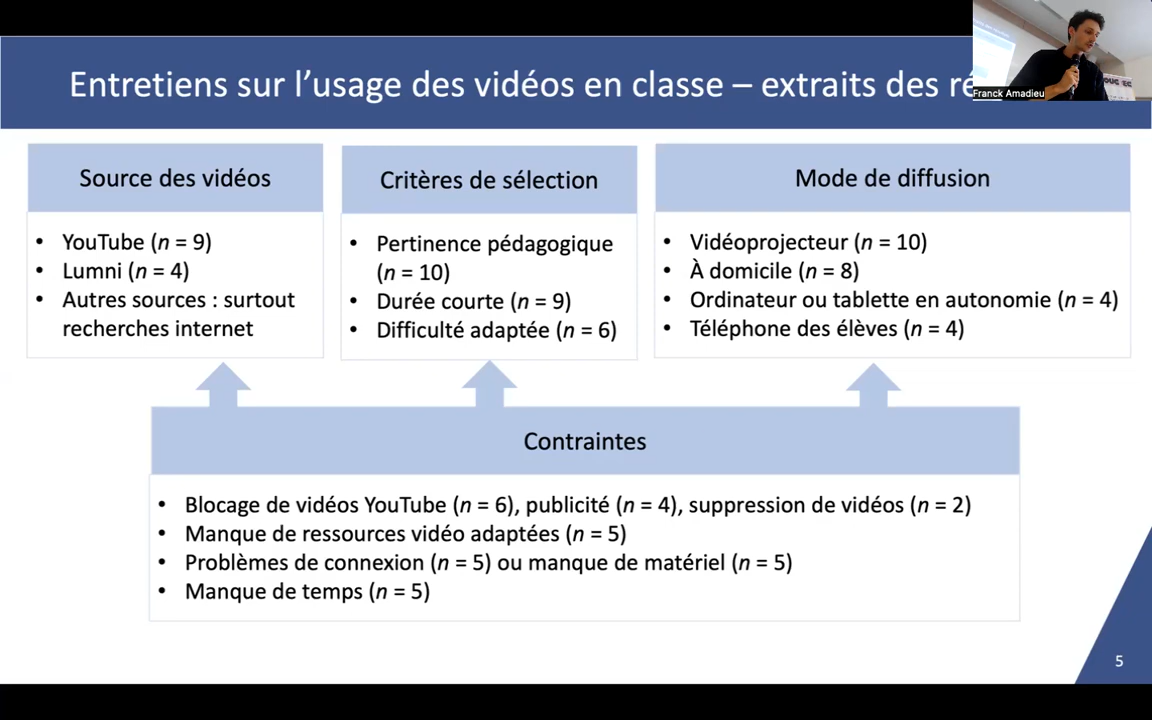 Entretiens sur l’usage des vidéos en classe – extraits des
Franck Amadieu
Source des vidéos
• YouTube (n = 9)
• Lumni (n = 4)
• Autres sources : surtout
recherches internet
Critères de sélection
• Pertinence pédagogique
(n = 10)
• Durée courte (n = 9)
• Difficulté adaptée (n = 6)
Mode de diffusion
• Vidéoprojecteur (n = 10)
• À domicile (n = 8)
• Ordinateur ou tablette en autonomie (n = 4)
• Téléphone des élèves (n = 4)
Contraintes
• Blocage de vidéos YouTube (n = 6), publicité (n = 4), suppression de vidéos (n = 2)
• Manque de ressources vidéo adaptées (n = 5)
• Problèmes de connexion (n = 5) ou manque de matériel (n = 5)
• Manque de temps (n = 5)
5